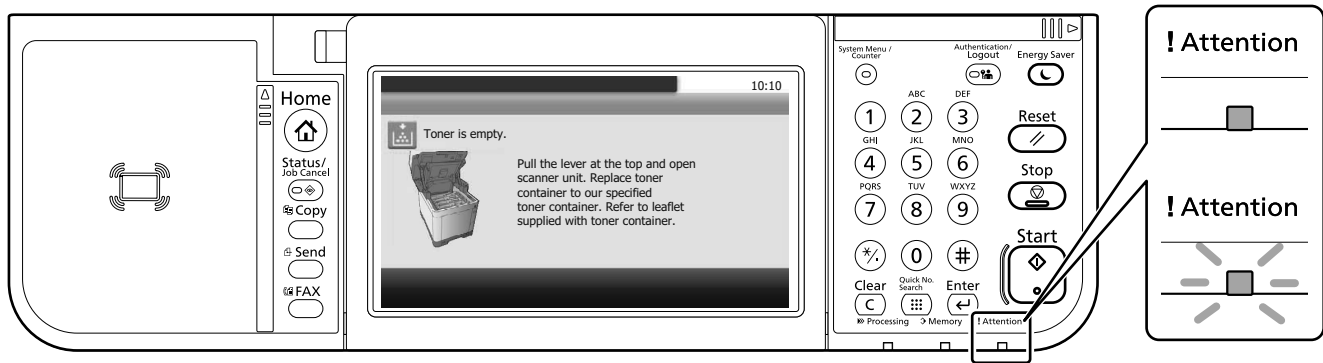 Home
Status/
Job Cancel
Copy
Send
FAX
10:10
Toner is empty.
Pull the lever at the top and open
scanner unit. Replace toner
container to our specified
toner container. Refer to leaflet
supplied with toner container.
System Menu /
Counter
Authentication/
Logout
Energy Saver
ABC
DEF
1
2
3
Reset
GHJ
JKL
MNO
4
5
6
Stop
PQRS
TUV
WXYZ
7
8
9
Start
*/.
0
#
Clear
Quick No.
Search
Enter
C
Processing
Memory
! Attention
! Attention
! Attention